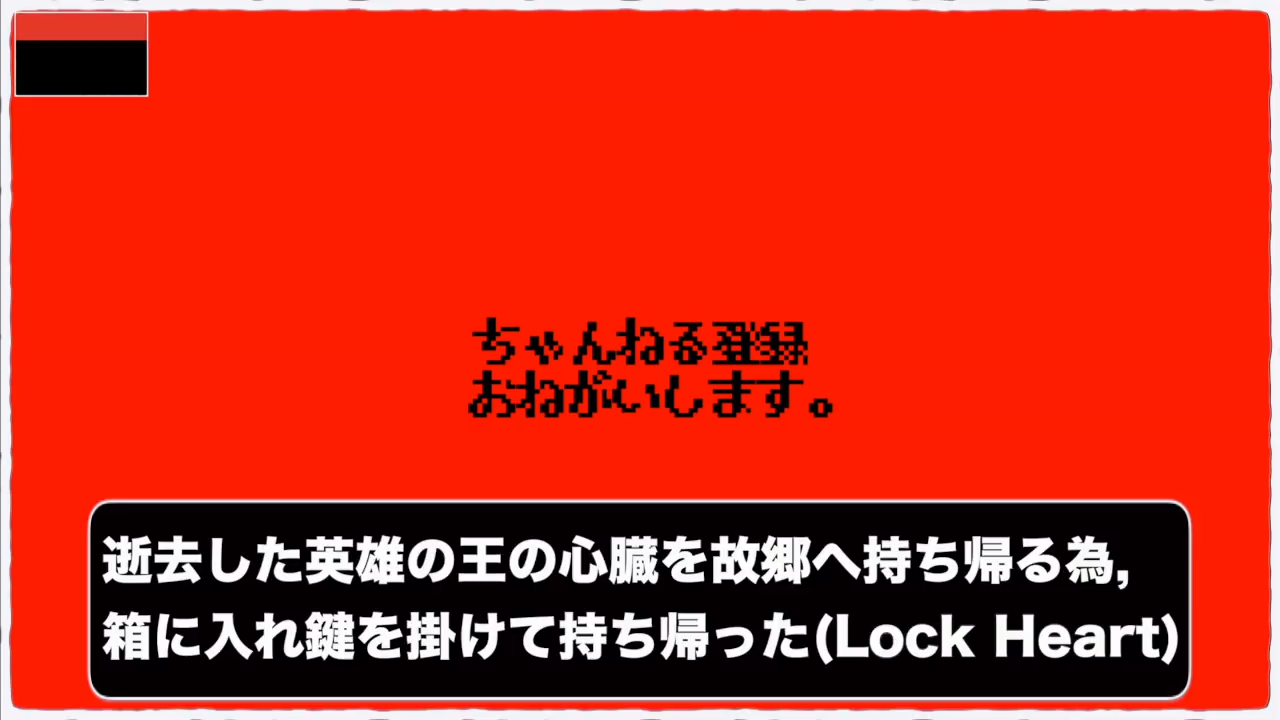 ちゃんねる登録
おねがいします。
逝去した英雄の王の心臓を故郷へ持ち帰る為,
箱に入れ鍵を掛けて持ち帰った(Lock Heart)